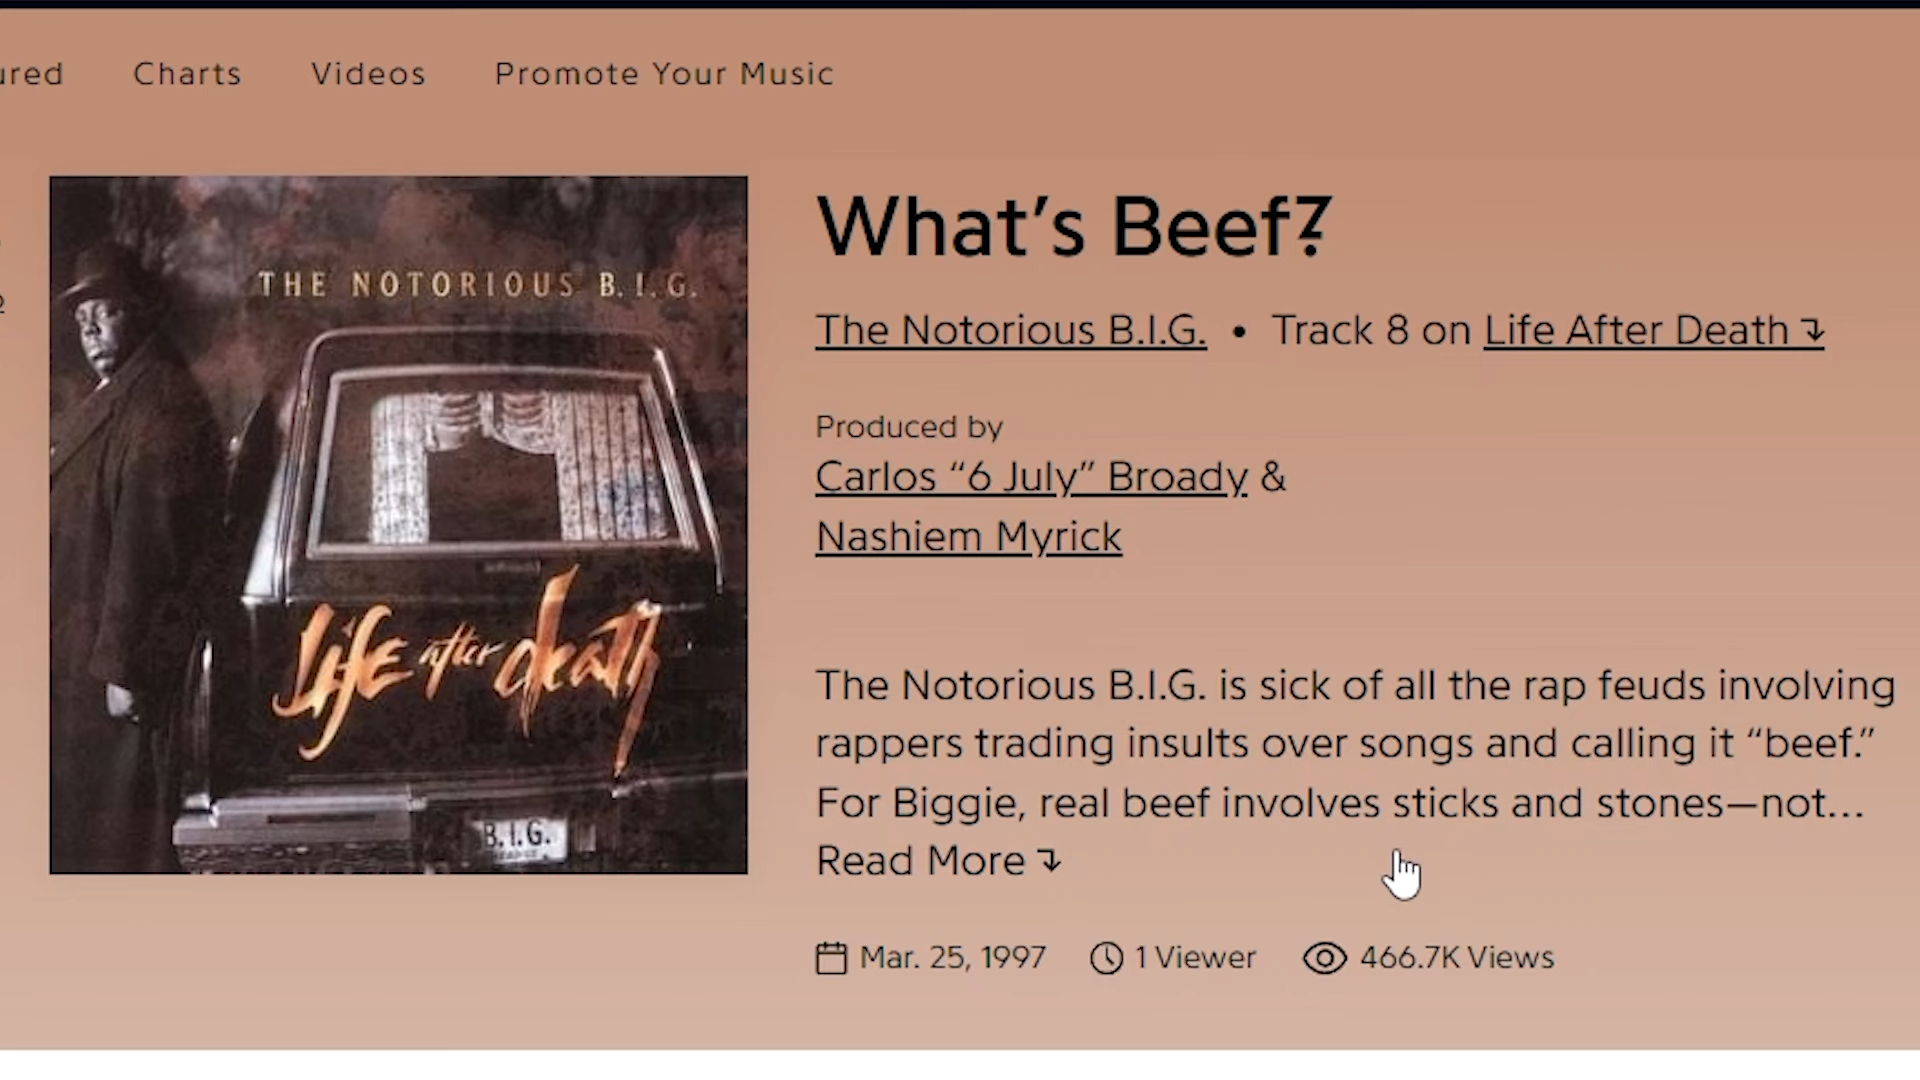 ured Charts Videos Promote Your Music
THE NOTORIOUS B.I.G.
Life after death
B.I.G.
What's Beef?
The Notorious B.I.G. • Track 8 on Life After Death
Produced by
Carlos “6 July” Broady &
Nashiem Myrick
The Notorious B.I.G. is sick of all the rap feuds involving
rappers trading insults over songs and calling it “beef.”
For Biggie, real beef involves sticks and stones—not...
Read More
Mar. 25, 1997 1 Viewer 466.7K Views